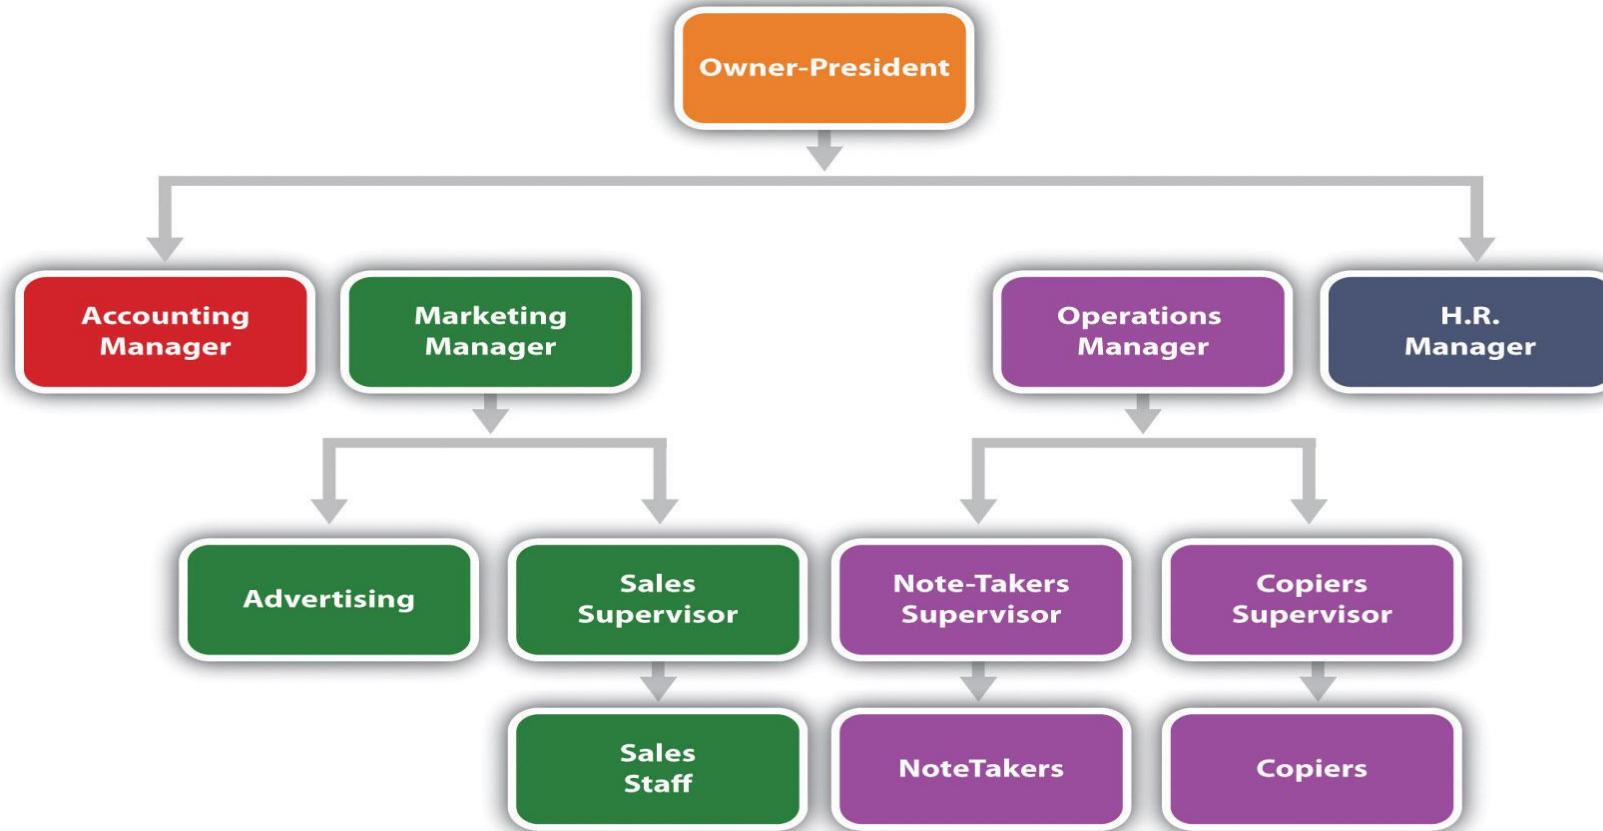 Owner-President
Accounting
Manager
Marketing
Manager
Operations
Manager
H.R.
Manager
Advertising
Sales
Supervisor
Note-Takers
Supervisor
Copiers
Supervisor
Sales
Staff
NoteTakers
Copiers